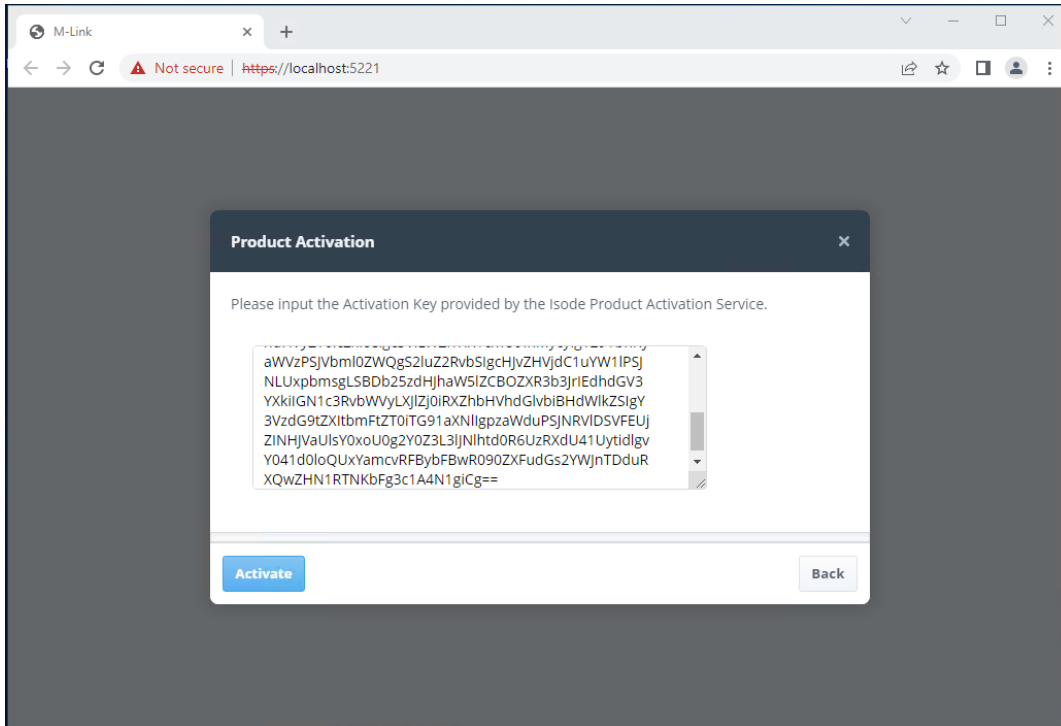 M-Link
Not secure | https://localhost:5221
Product Activation
Please input the Activation Key provided by the Isode Product Activation Service.
aWVzPSJVbml0ZWQgS2luZ2RvbSIgcHJvZHVjdC1uYW1lPSJ
NLUxpbmsgLSBDb25zdHJhaW5lZCBOZXR3b3JrIEdhdGV3
YXkiIGN1c3RvbWVyLXJlZj0iRXZhbHVhdGlvbiBHdWlkZSIgY
3VzdG9tZXItbmFtZT0iTG91aXNlIgpzaWduPSJNRVlDSVFEUj
ZINHJVaUlsY0xoU0g2Y0Z3L3ljNlhtd0R6UzRXdU41Uytidlgv
Y041d0loQUxYamcvRFBybFBwR090ZXFudGs2YWJnTDduR
XQwZHN1RTNKbFg3c1A4N1giCg==
Activate
Back